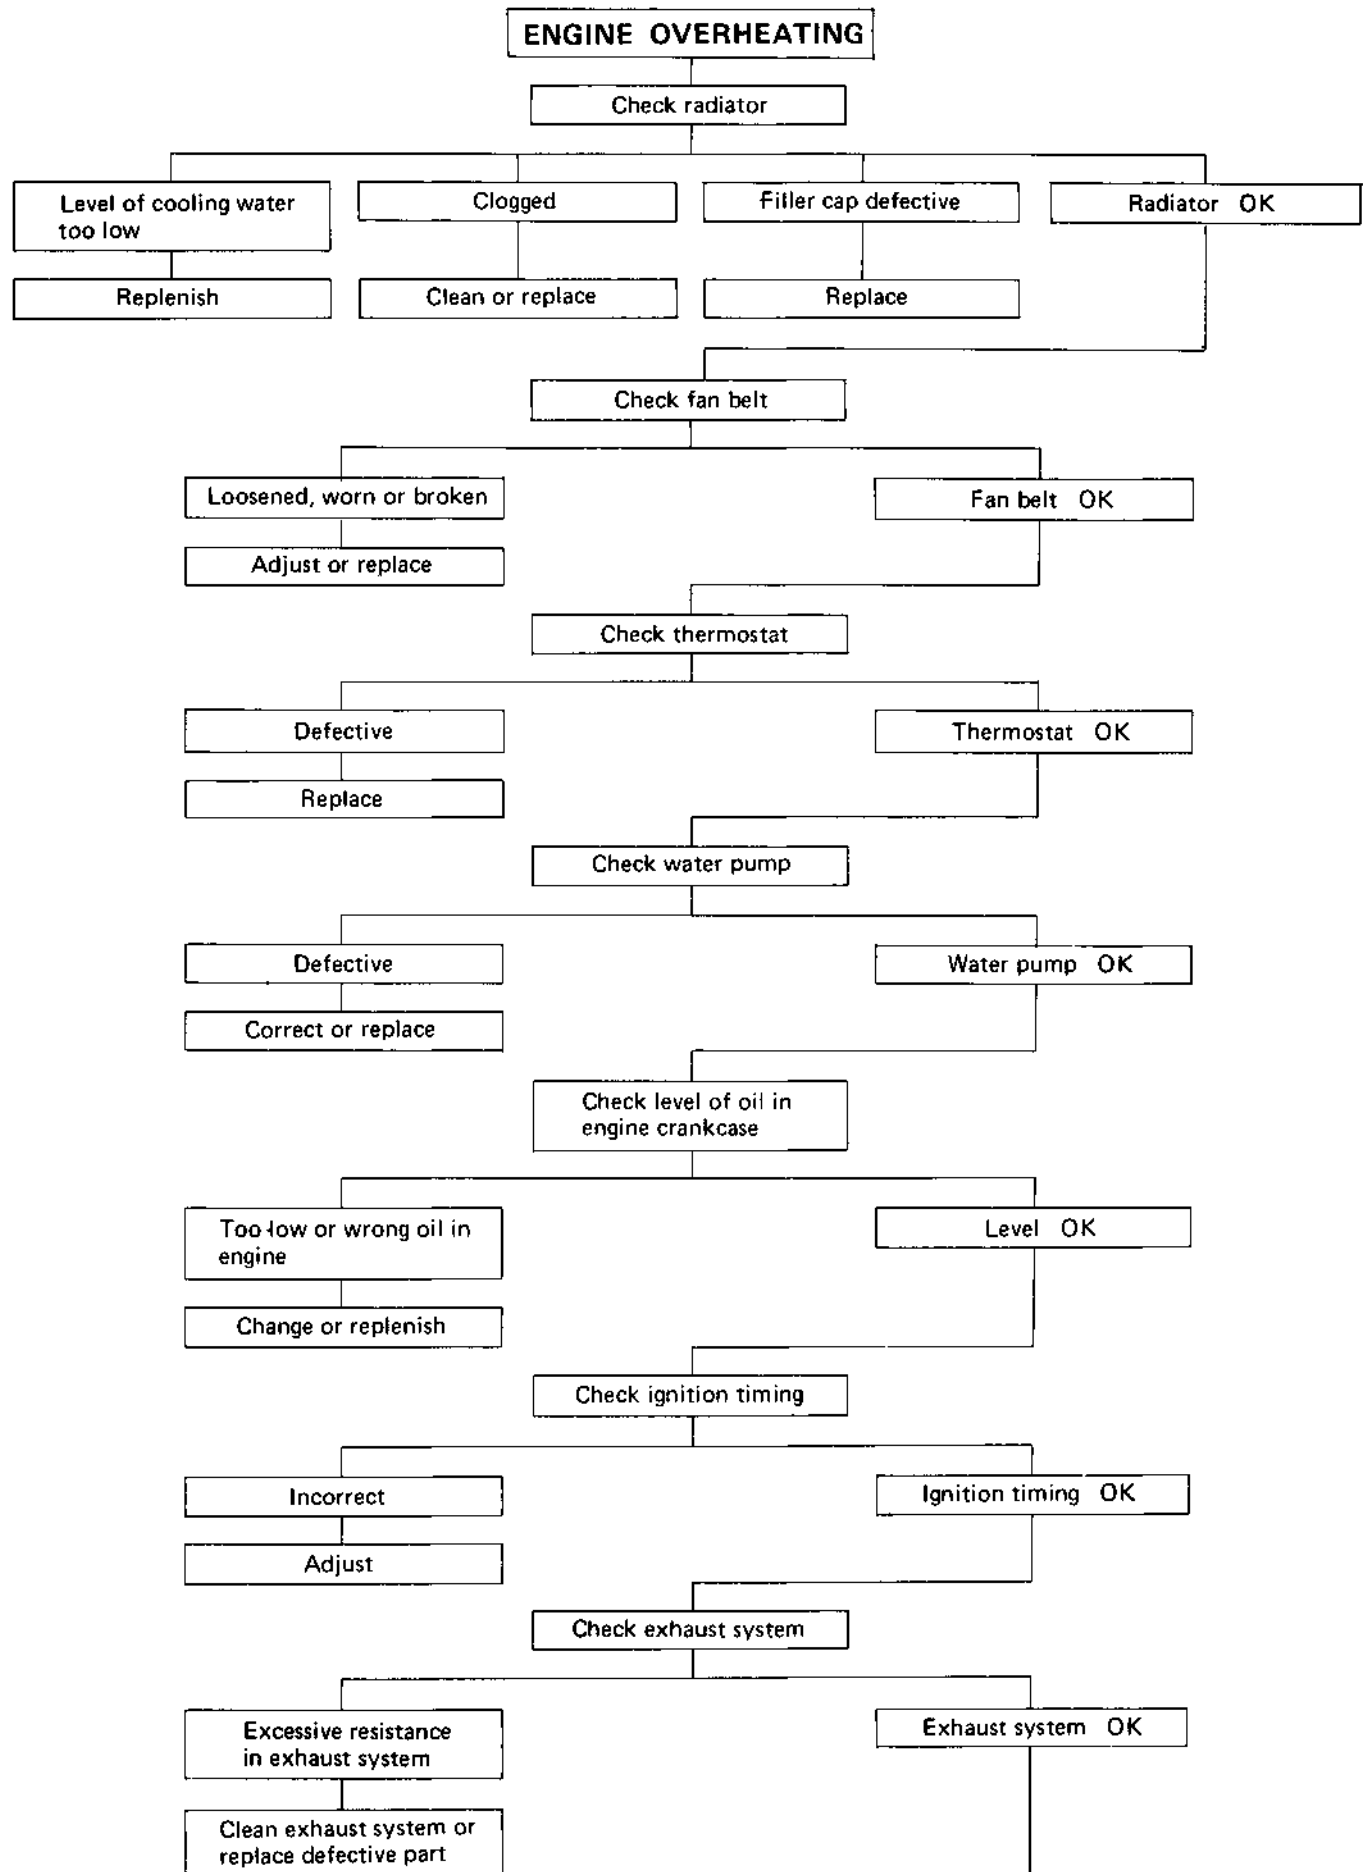 ENGINE OVERHEATING
Check radiator
Level of cooling water
too low
Clogged
Filler cap defective
Radiator OK
Replenish
Clean or replace
Replace
Check fan belt
Loosened, worn or broken
Fan belt OK
Adjust or replace
Check thermostat
Defective
Thermostat OK
Replace
Check water pump
Defective
Water pump OK
Correct or replace
Check level of oil in
engine crankcase
Too low or wrong oil in
engine
Level OK
Change or replenish
Check ignition timing
Incorrect
Ignition timing OK
Adjust
Check exhaust system
Excessive resistance
in exhaust system
Exhaust system OK
Clean exhaust system or
replace defective part